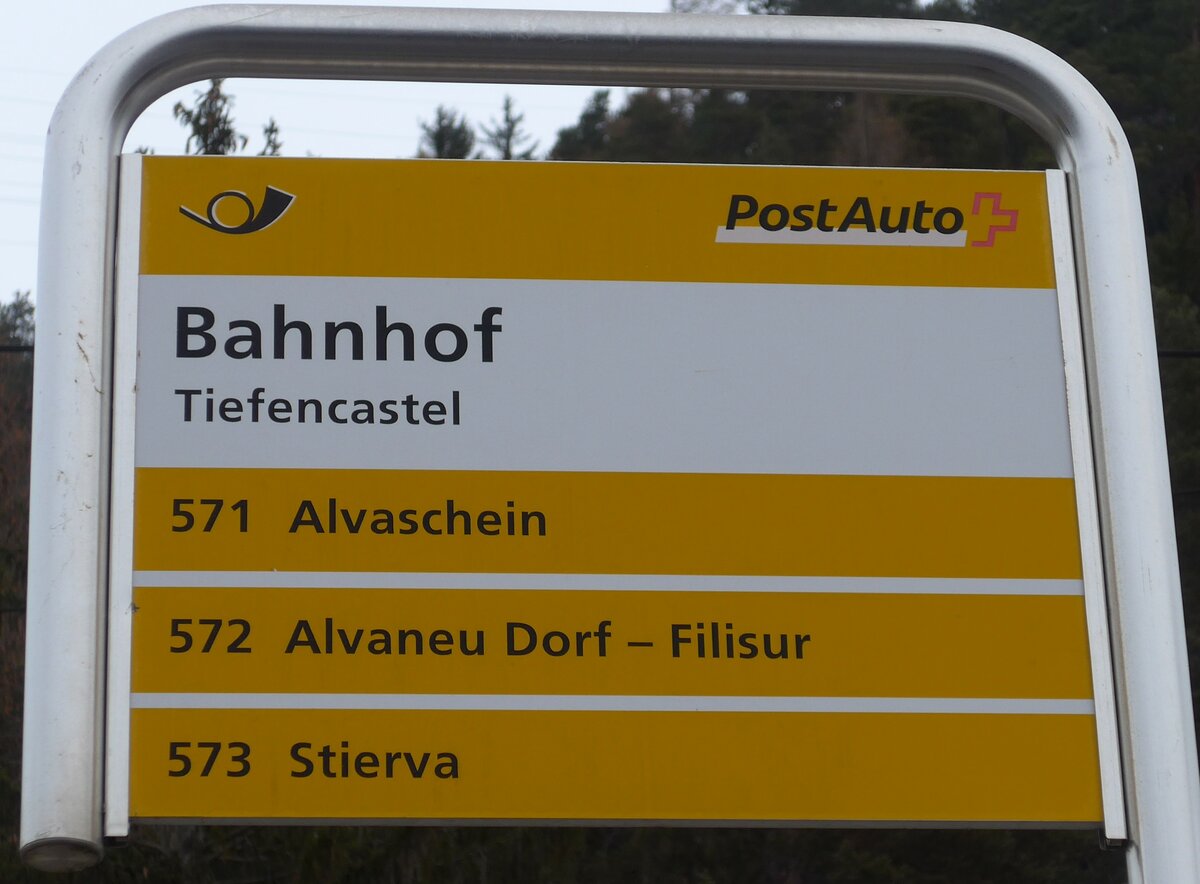 PostAuto
Bahnhof
Tiefencastel
571 Alvaschein
572 Alvaneu Dorf – Filisur
573 Stierva